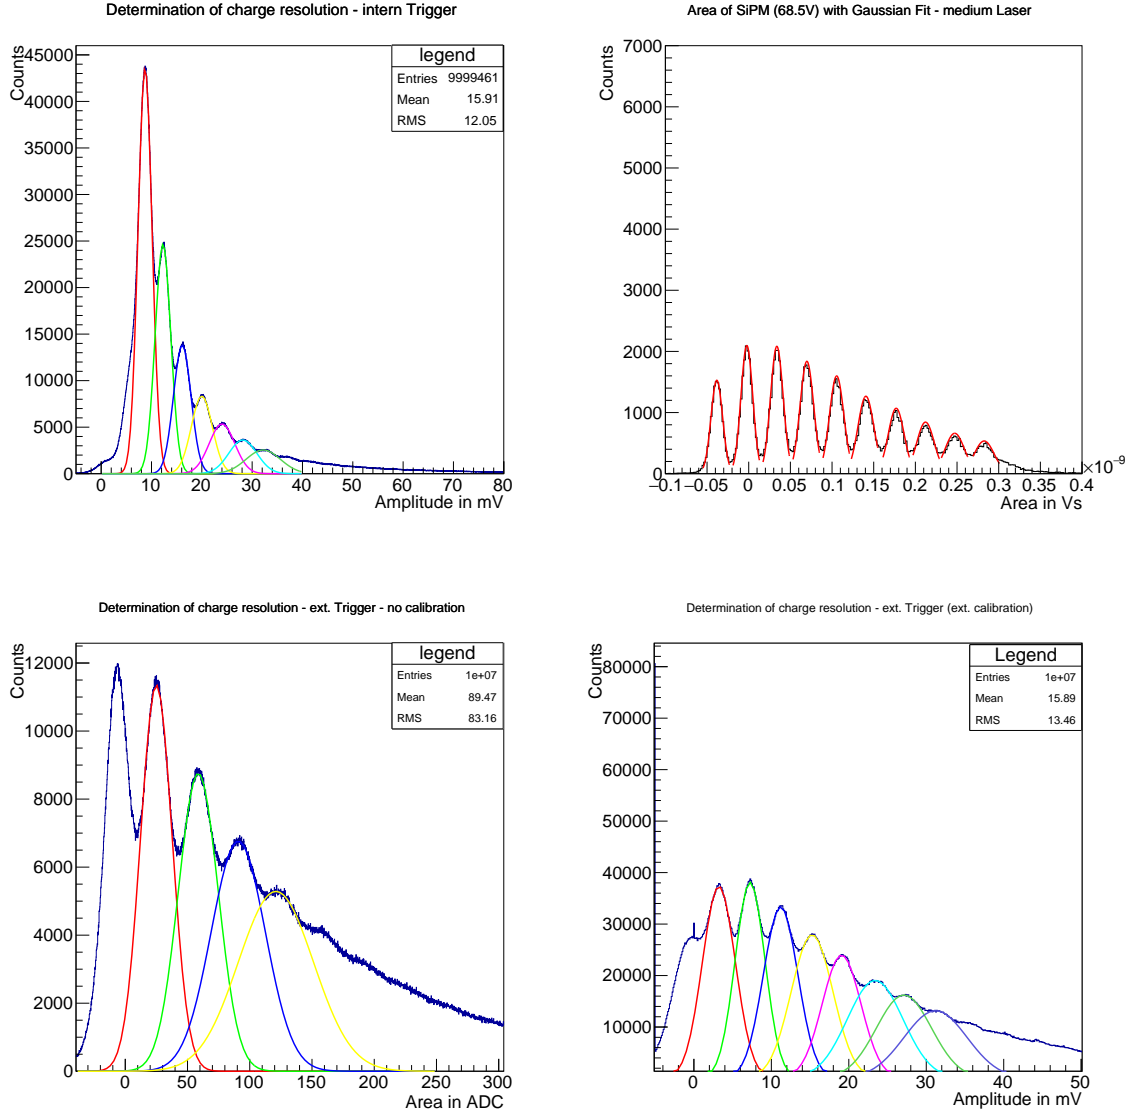 Determination of charge resolution - intern Trigger
Counts
45000
40000
35000
30000
25000
20000
15000
10000
5000
0
legend
Entries 9999461
Mean 15.91
RMS 12.05
0 10 20 30 40 50 60 70 80
Amplitude in mV
Area of SiPM (68.5V) with Gaussian Fit - medium Laser
Counts
7000
6000
5000
4000
3000
2000
1000
0
×10⁻⁹
−0.1 −0.05 0 0.05 0.1 0.15 0.2 0.25 0.3 0.35 0.4
Area in Vs
Determination of charge resolution - ext. Trigger - no calibration
Counts
12000
10000
8000
6000
4000
2000
0
legend
Entries 1e+07
Mean 89.47
RMS 83.16
0 50 100 150 200 250 300
Area in ADC
Determination of charge resolution - ext. Trigger (ext. calibration)
Counts
80000
70000
60000
50000
40000
30000
20000
10000
Legend
Entries 1e+07
Mean 15.89
RMS 13.46
0 10 20 30 40 50
Amplitude in mV